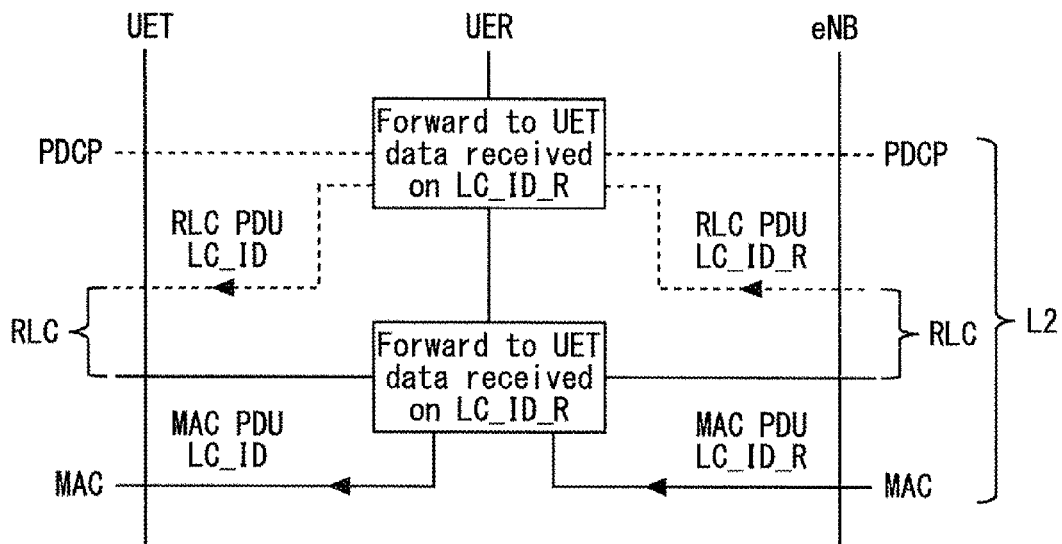 UET UER eNB
Forward to UET
data received
on LC_ID_R
PDCP PDCP
RLC PDU
LC_ID
RLC PDU
LC_ID_R
RLC RLC L2
Forward to UET
data received
on LC_ID_R
MAC PDU
LC_ID
MAC PDU
LC_ID_R
MAC MAC